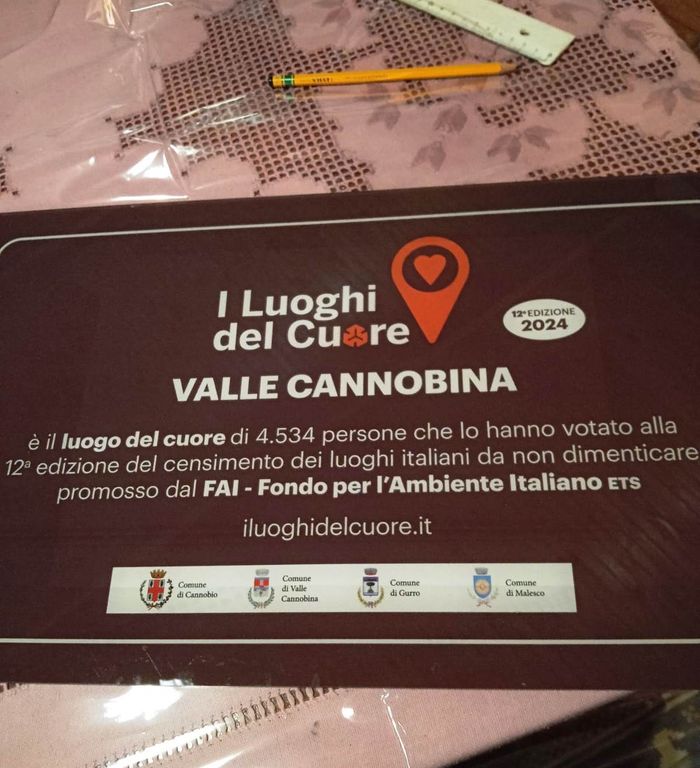 I Luoghi
del Cuore
12ª EDIZIONE
2024
VALLE CANNOBINA
è il luogo del cuore di 4.534 persone che lo hanno votato alla
12ª edizione del censimento dei luoghi italiani da non dimenticare
promosso dal FAI - Fondo per l'Ambiente Italiano ETS
iluoghidelcuore.it
Comune
di Cannobio
Comune
di Valle
Cannobina
Comune
di Gurro
Comune
di Malesco